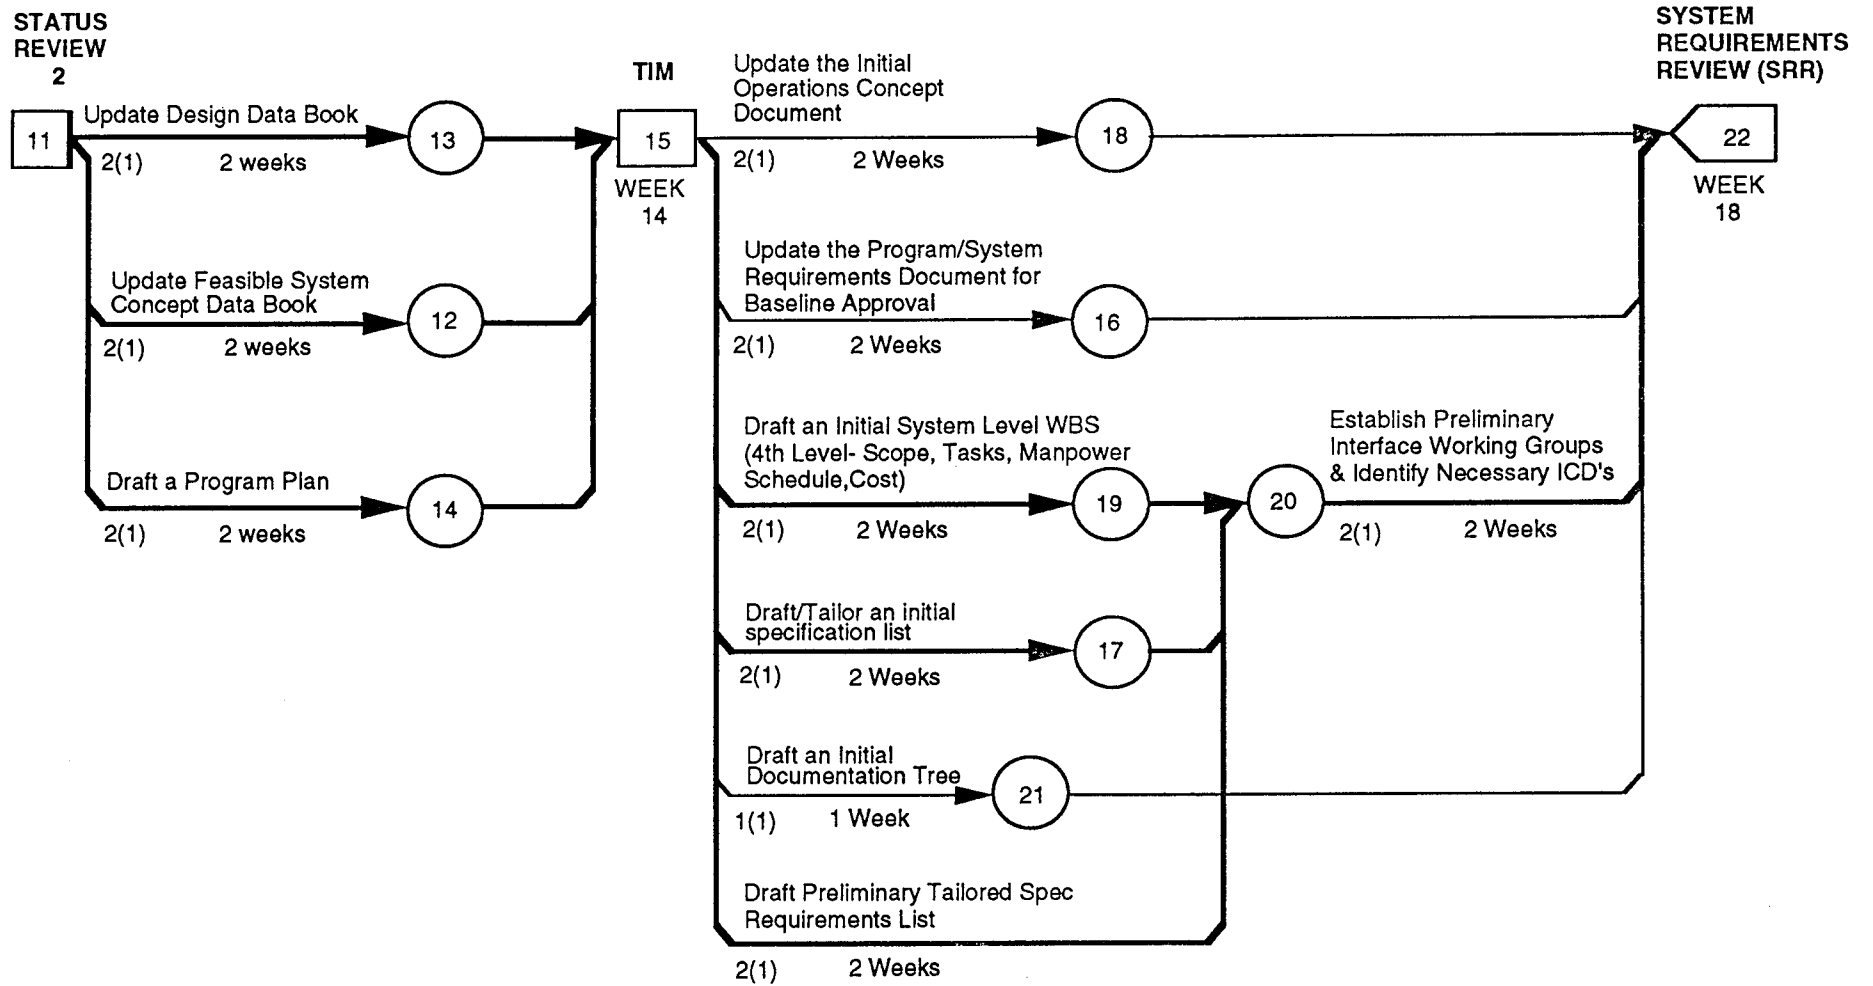 STATUS
REVIEW
2
11
Update Design Data Book
2(1) 2 weeks
13
Update Feasible System
Concept Data Book
2(1) 2 weeks
12
Draft a Program Plan
2(1) 2 weeks
14
TIM
15
WEEK
14
Update the Initial
Operations Concept
Document
2(1) 2 Weeks
18
Update the Program/System
Requirements Document for
Baseline Approval
2(1) 2 Weeks
16
Draft an Initial System Level WBS
(4th Level- Scope, Tasks, Manpower
Schedule,Cost)
2(1) 2 Weeks
19
Draft/Tailor an initial
specification list
2(1) 2 Weeks
17
Draft an Initial
Documentation Tree
1(1) 1 Week
21
Draft Preliminary Tailored Spec
Requirements List
2(1) 2 Weeks
20
Establish Preliminary
Interface Working Groups
& Identify Necessary ICD's
2(1) 2 Weeks
SYSTEM
REQUIREMENTS
REVIEW (SRR)
22
WEEK
18